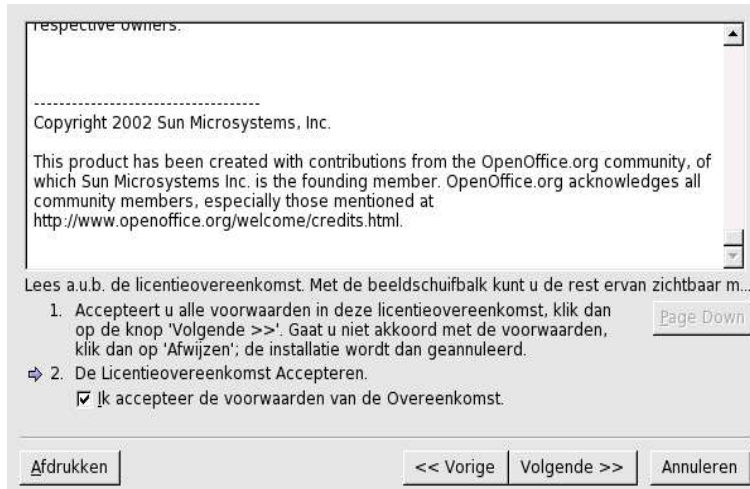 respective owners.
-----------------------------------
Copyright 2002 Sun Microsystems, Inc.
This product has been created with contributions from the OpenOffice.org community, of
which Sun Microsystems Inc. is the founding member. OpenOffice.org acknowledges all
community members, especially those mentioned at
http://www.openoffice.org/welcome/credits.html.
Lees a.u.b. de licentieovereenkomst. Met de beeldschuifbalk kunt u de rest ervan zichtbaar m...
1. Accepteert u alle voorwaarden in deze licentieovereenkomst, klik dan
op de knop 'Volgende >>'. Gaat u niet akkoord met de voorwaarden,
klik dan op 'Afwijzen'; de installatie wordt dan geannuleerd.
Page Down
2. De Licentieovereenkomst Accepteren.
Ik accepteer de voorwaarden van de Overeenkomst.
Afdrukken
<< Vorige
Volgende >>
Annuleren